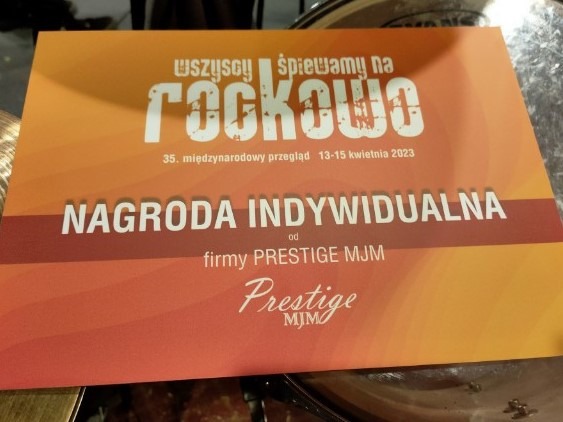 wszyscy śpiewamy na
rockowo
35. międzynarodowy przegląd 13-15 kwietnia 2023
NAGRODA INDYWIDUALNA
od
firmy PRESTIGE MJM
Prestige
MJM